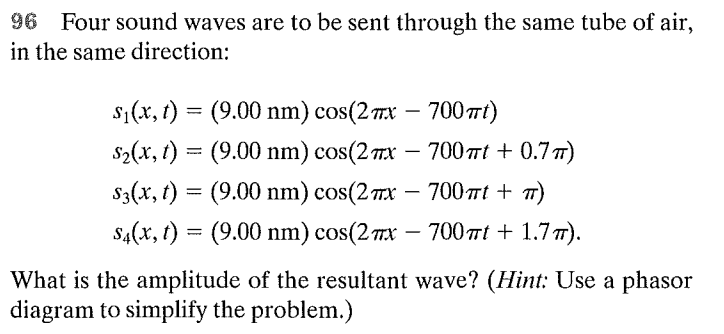 96 Four sound waves are to be sent through the same tube of air,
in the same direction:
s₁(x, t) = (9.00 nm) cos(2πx − 700πt)
s₂(x, t) = (9.00 nm) cos(2πx − 700πt + 0.7π)
s₃(x, t) = (9.00 nm) cos(2πx − 700πt + π)
s₄(x, t) = (9.00 nm) cos(2πx − 700πt + 1.7π).
What is the amplitude of the resultant wave? (Hint: Use a phasor
diagram to simplify the problem.)